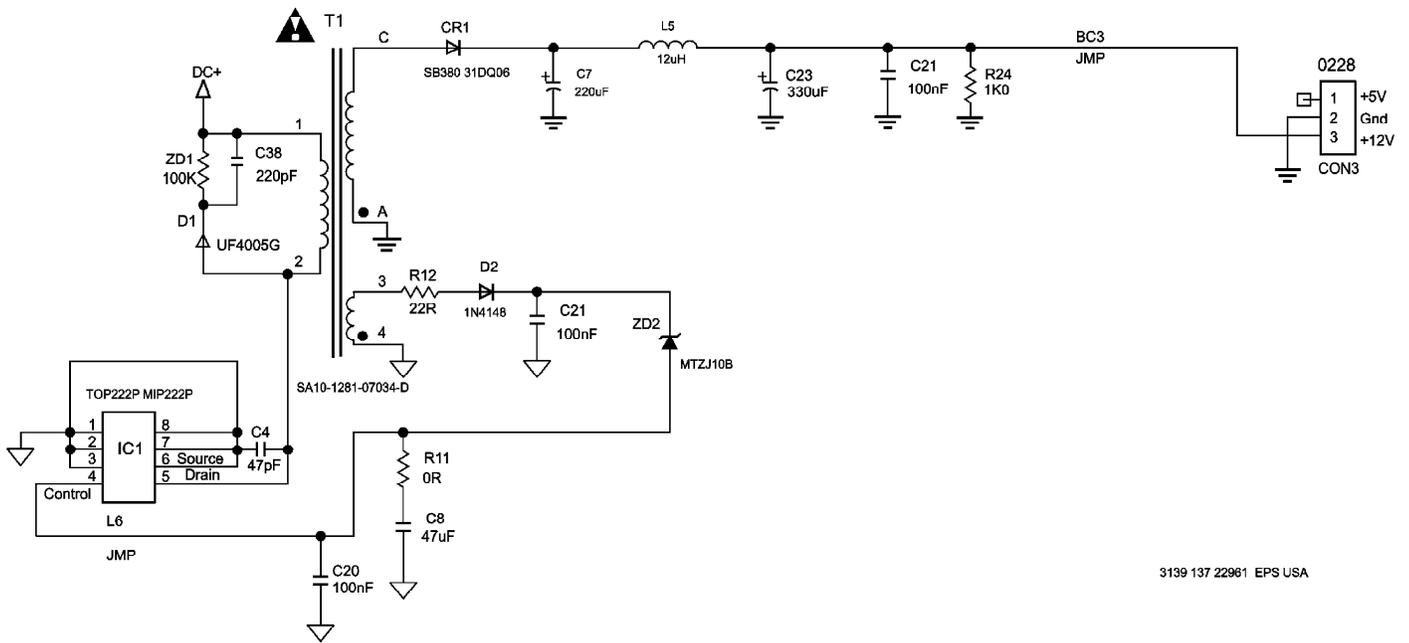 T1
C
CR1
SB380 31DQ06
C7
220uF
L5
12uH
C23
330uF
C21
100nF
R24
1K0
BC3
JMP
0228
1 +5V
2 Gnd
3 +12V
CON3
DC+
1
ZD1
100K
C38
220pF
D1
UF4005G
2
A
3
R12
22R
D2
1N4148
C21
100nF
ZD2
MTZJ10B
4
SA10-1281-07034-D
TOP222P MIP222P
IC1
1
2
3
4
8
7
6 Source
5 Drain
Control
C4
47pF
L6
JMP
R11
0R
C8
47uF
C20
100nF
3139 137 22961 EPS USA